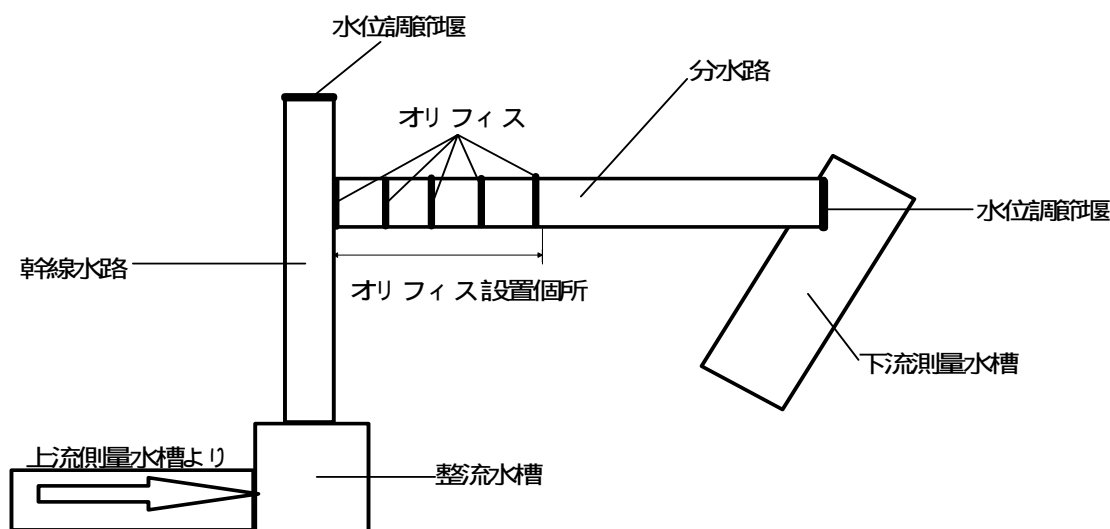 水位調節堰
分水路
オリフィス
水位調節堰
幹線水路
オリフィス設置個所
下流測量水槽
上流側量水槽より
整流水槽